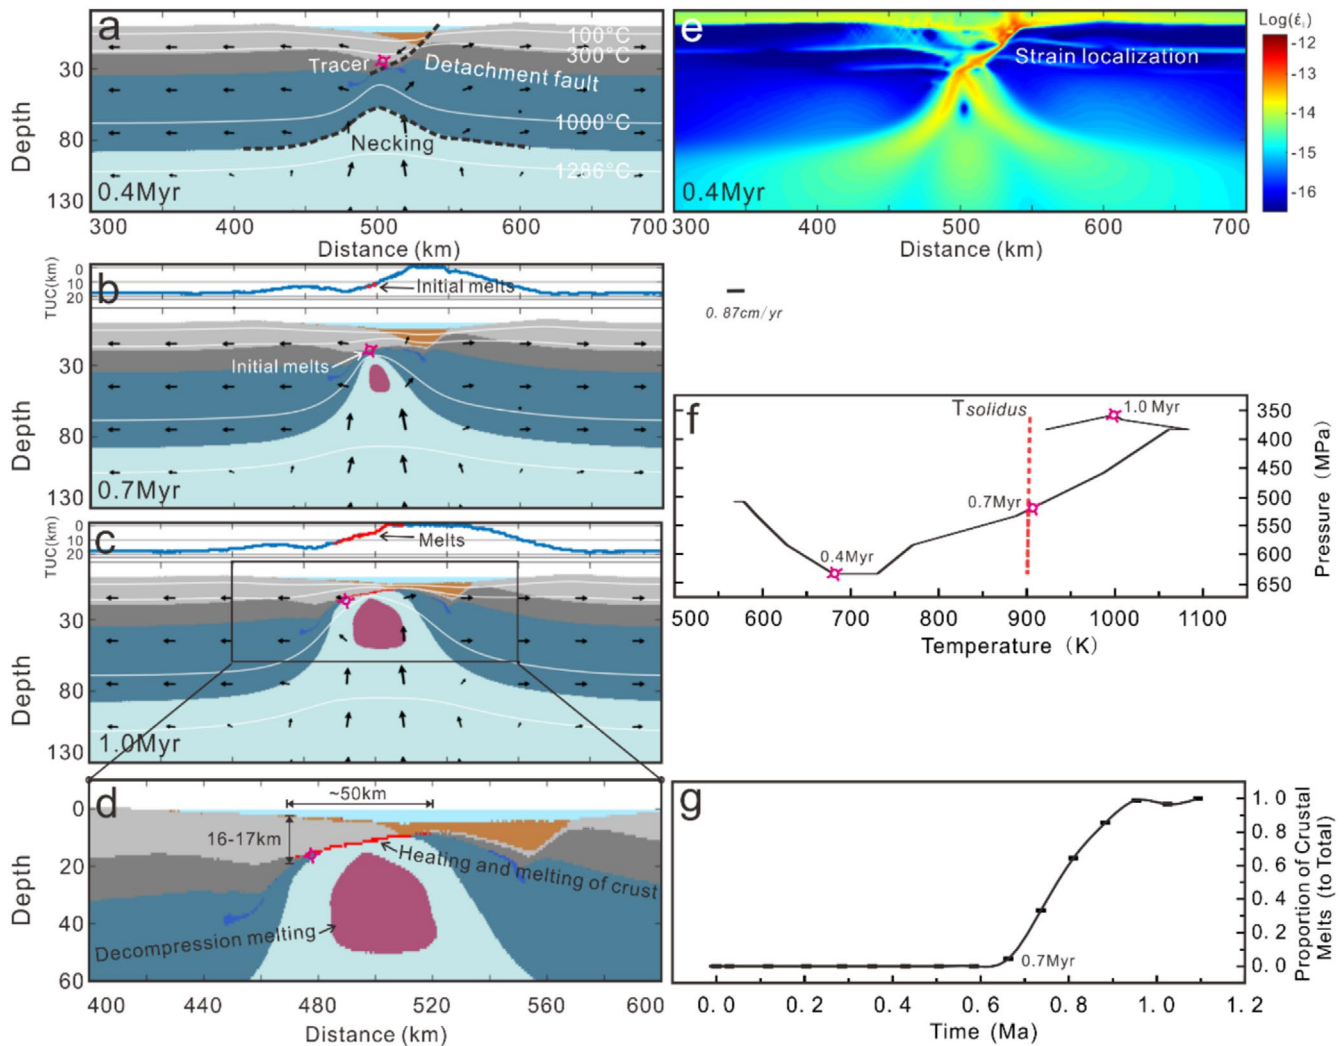 a
100°C
300°C
Tracer
Detachment fault
1000°C
Necking
1286°C
0.4Myr
Depth
30
80
130
300
400
500
600
700
Distance (km)
e
Strain localization
0.4Myr
300
400
500
600
700
Distance (km)
Log(ε̇₁)
-12
-13
-14
-15
-16
b
TUC(km)
0
10
20
Initial melts
Initial melts
0.7Myr
Depth
30
80
130
0. 87cm/yr
c
TUC(km)
0
10
20
Melts
1.0Myr
Depth
30
80
130
f
Tsolidus
1.0 Myr
0.7Myr
0.4Myr
350
400
450
500
550
600
650
Pressure (MPa)
500
600
700
800
900
1000
1100
Temperature (K)
d
~50km
16-17km
Heating and melting of crust
Decompression melting
Depth
0
20
40
60
400
440
480
520
560
600
Distance (km)
g
0.7Myr
1. 0
0. 8
0. 6
0. 4
0. 2
0. 0
Proportion of Crustal
Melts (to Total)
0. 0
0. 2
0. 4
0. 6
0. 8
1. 0
1. 2
Time (Ma)